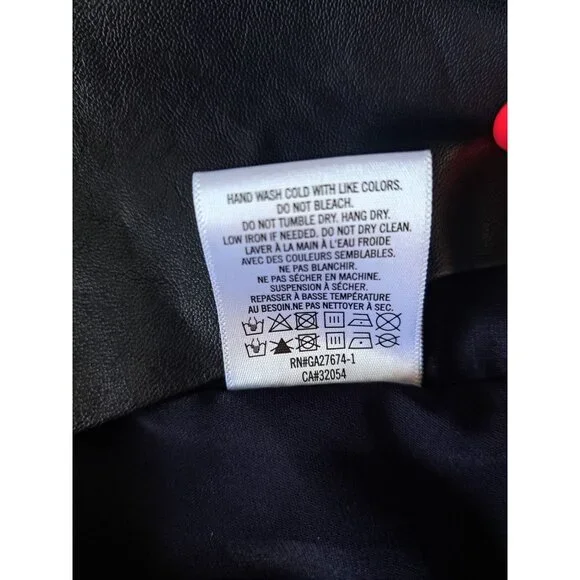 HAND WASH COLD WITH LIKE COLORS.
DO NOT BLEACH.
DO NOT TUMBLE DRY. HANG DRY.
LOW IRON IF NEEDED. DO NOT DRY CLEAN.
LAVER À LA MAIN À L'EAU FROIDE
AVEC DES COULEURS SEMBLABLES.
NE PAS BLANCHIR.
NE PAS SÉCHER EN MACHINE.
SUSPENSION À SÉCHER.
REPASSER À BASSE TEMPÉRATURE
AU BESOIN.NE PAS NETTOYER À SEC.
RN#GA27674-1
CA#32054